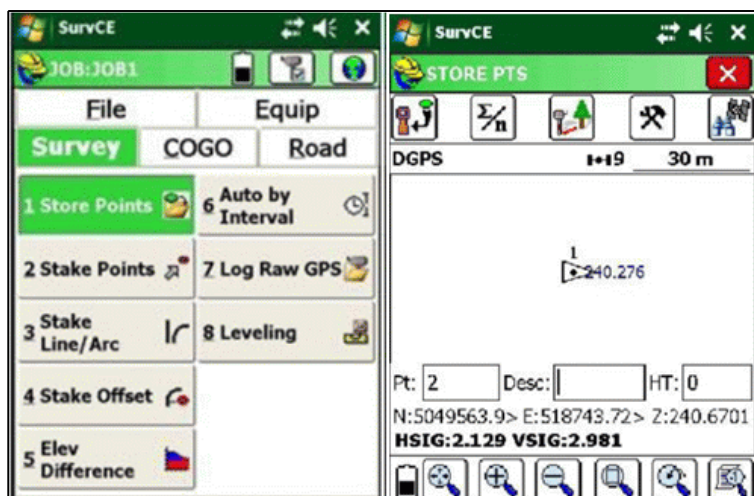 SurvCE
JOB:JOB1
File Equip
Survey COGO Road
1 Store Points
6 Auto by Interval
2 Stake Points
7 Log Raw GPS
3 Stake Line/Arc
8 Leveling
4 Stake Offset
5 Elev Difference
SurvCE
STORE PTS
Σ/n
DGPS 9 30 m
1
240.276
Pt: 2 Desc: HT: 0
N:5049563.9> E:518743.72> Z:240.6701
HSIG:2.129 VSIG:2.981